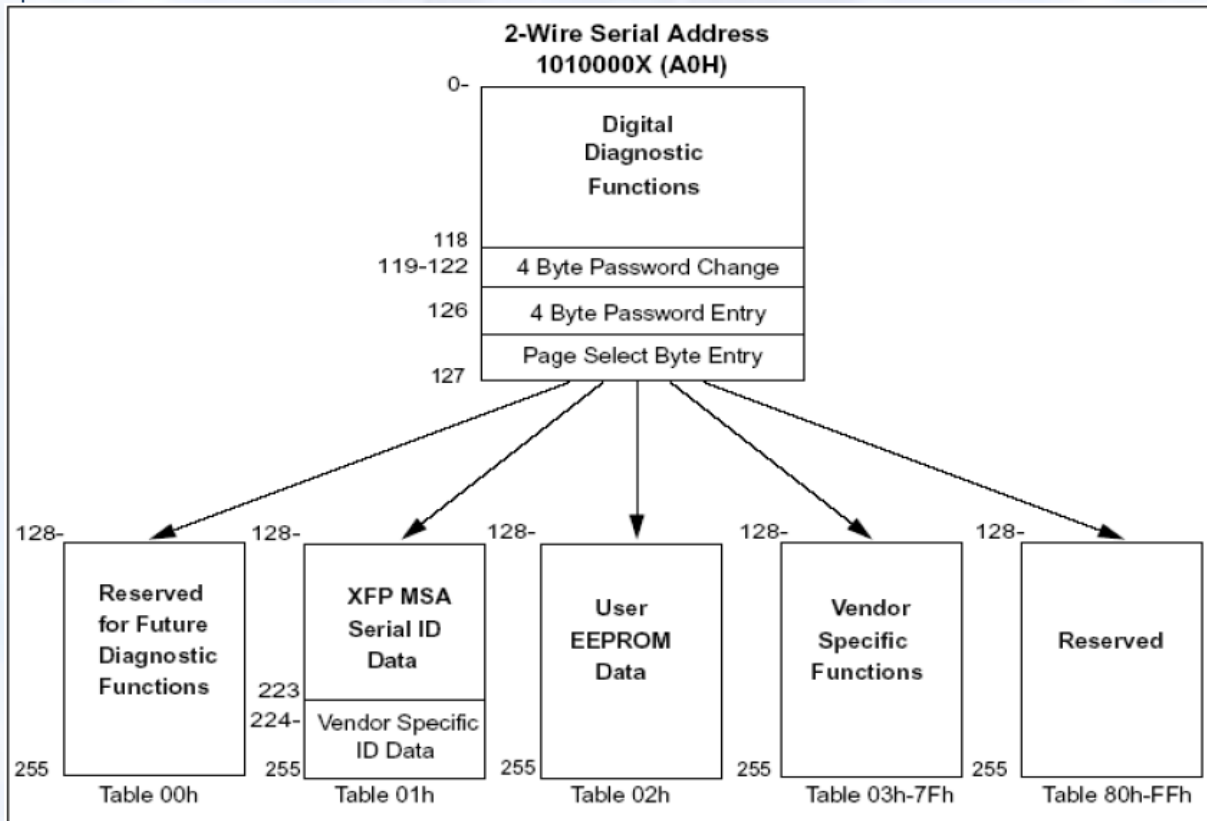 2-Wire Serial Address
1010000X (A0H)
0-
Digital
Diagnostic
Functions
118
119-122
4 Byte Password Change
126
4 Byte Password Entry
Page Select Byte Entry
127
128-
Reserved
for Future
Diagnostic
Functions
255
Table 00h
128-
XFP MSA
Serial ID
Data
223
224-
Vendor Specific
ID Data
255
Table 01h
128-
User
EEPROM
Data
255
Table 02h
128-
Vendor
Specific
Functions
255
Table 03h-7Fh
128-
Reserved
255
Table 80h-FFh